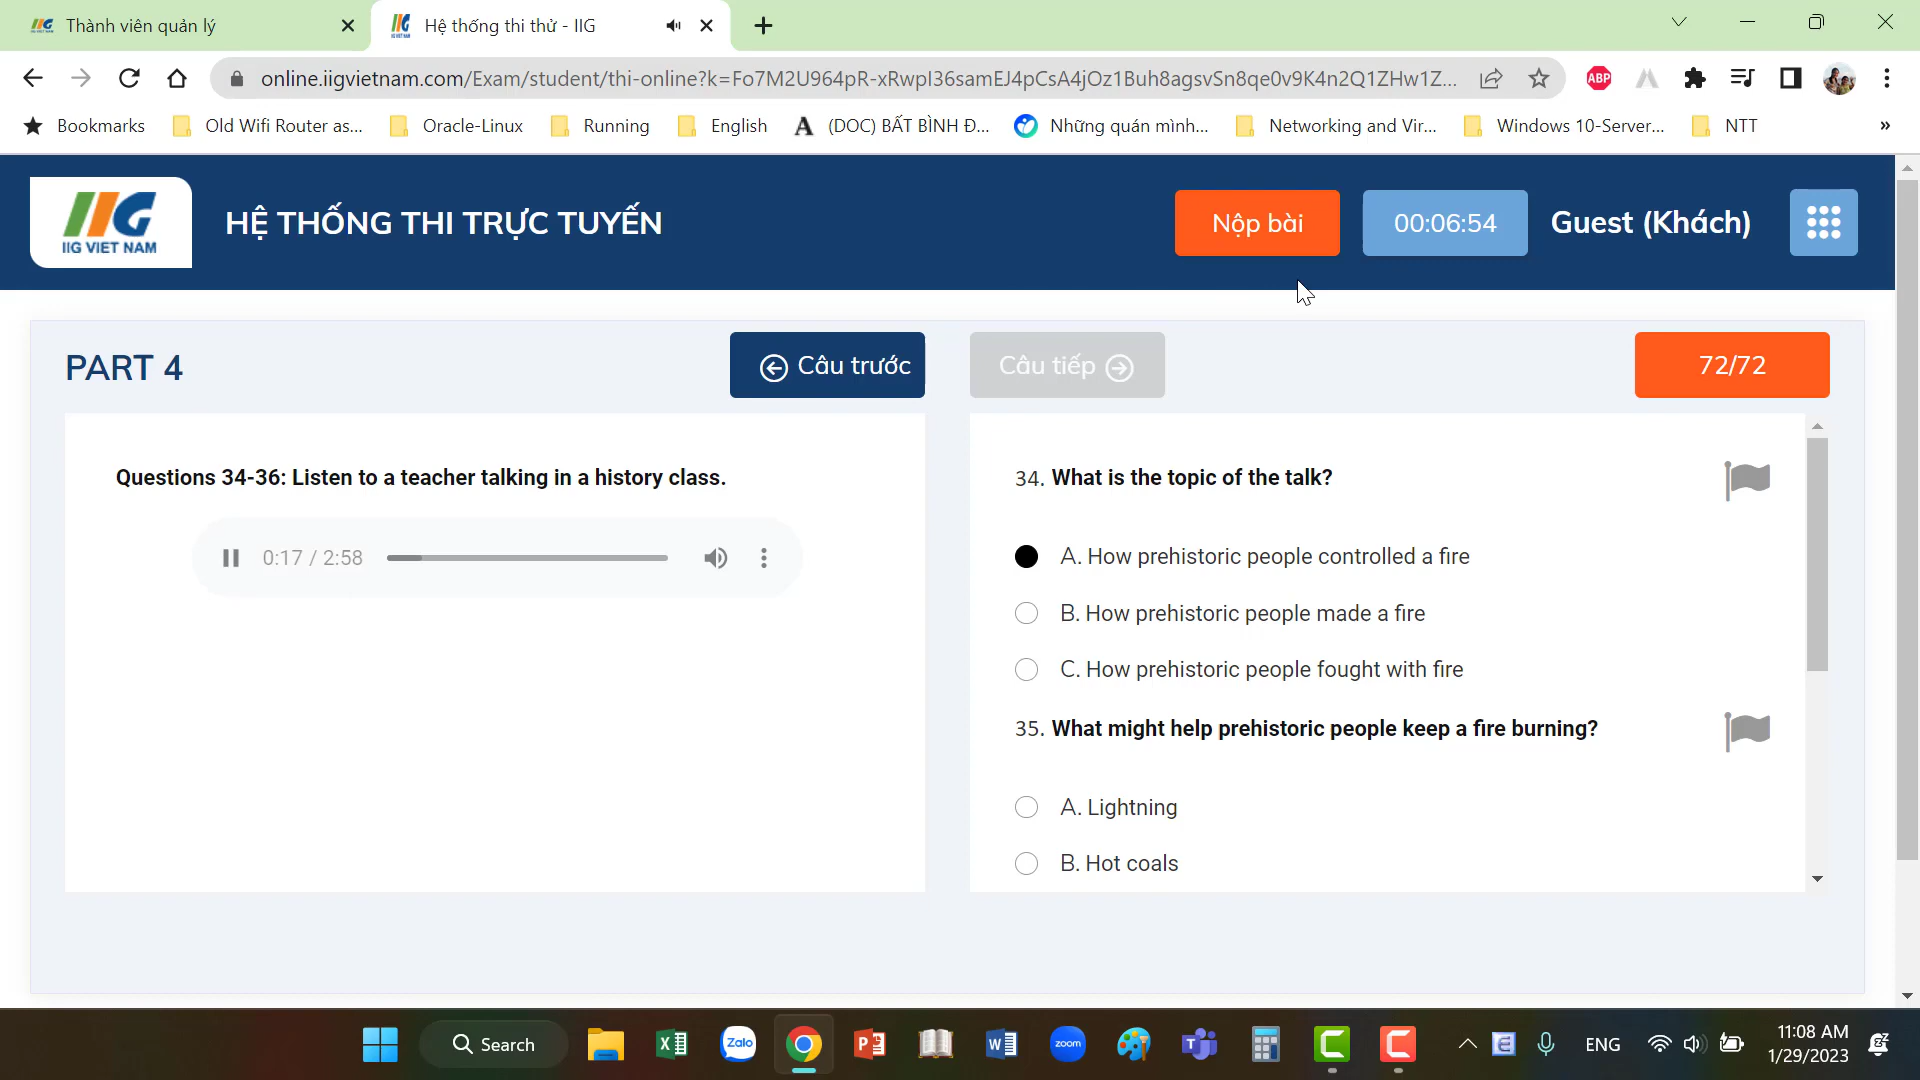 Thành viên quản lý
Hệ thống thi thử - IIG
online.iigvietnam.com/Exam/student/thi-online?k=Fo7M2U964pR-xRwpI36samEJ4pCsA4jOz1Buh8agsvSn8qe0v9K4n2Q1ZHw1Z...
ABP
Bookmarks
Old Wifi Router as...
Oracle-Linux
Running
English
(DOC) BẤT BÌNH Đ...
Những quán mình...
Networking and Vir...
Windows 10-Server...
NTT
»
IIG VIET NAM
HỆ THỐNG THI TRỰC TUYẾN
Nộp bài
00:06:54
Guest (Khách)
PART 4
Câu trước
Câu tiếp
72/72
Questions 34-36: Listen to a teacher talking in a history class.
0:17 / 2:58
34. What is the topic of the talk?
A. How prehistoric people controlled a fire
B. How prehistoric people made a fire
C. How prehistoric people fought with fire
35. What might help prehistoric people keep a fire burning?
A. Lightning
B. Hot coals
Search
Zalo
zoom
ENG
11:08 AM
1/29/2023